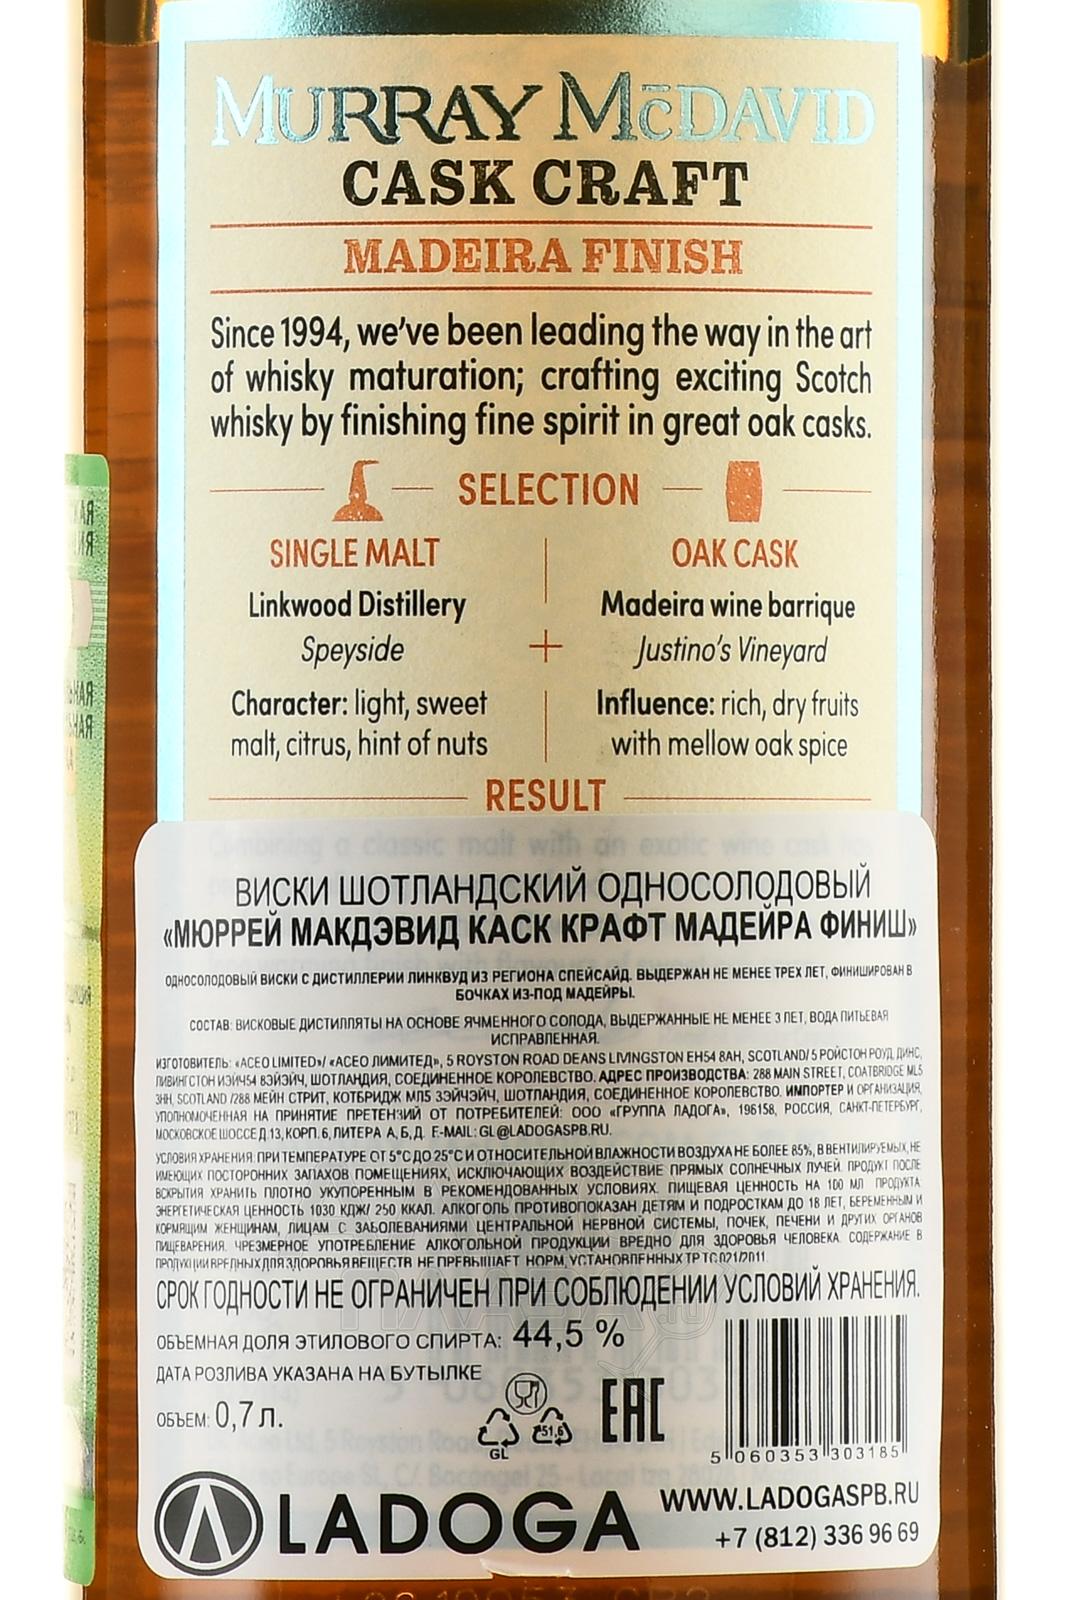 MURRAY McDAVID
CASK CRAFT
MADEIRA FINISH
Since 1994, we've been leading the way in the art
of whisky maturation; crafting exciting Scotch
whisky by finishing fine spirit in great oak casks.
SELECTION
SINGLE MALT
Linkwood Distillery
Speyside
Character: light, sweet
malt, citrus, hint of nuts
+
OAK CASK
Madeira wine barrique
Justino's Vineyard
Influence: rich, dry fruits
with mellow oak spice
RESULT
Combining a classic malt with an exotic wine cask
ВИСКИ ШОТЛАНДСКИЙ ОДНОСОЛОДОВЫЙ
«МЮРРЕЙ МАКДЭВИД КАСК КРАФТ МАДЕЙРА ФИНИШ»
ОДНОСОЛОДОВЫЙ ВИСКИ С ДИСТИЛЛЕРИИ ЛИНКВУД ИЗ РЕГИОНА СПЕЙСАЙД. ВЫДЕРЖАН НЕ МЕНЕЕ ТРЕХ ЛЕТ, ФИНИШИРОВАН В
БОЧКАХ ИЗ-ПОД МАДЕЙРЫ.
СОСТАВ: ВИСКОВЫЕ ДИСТИЛЛЯТЫ НА ОСНОВЕ ЯЧМЕННОГО СОЛОДА, ВЫДЕРЖАННЫЕ НЕ МЕНЕЕ 3 ЛЕТ, ВОДА ПИТЬЕВАЯ
ИСПРАВЛЕННАЯ.
ИЗГОТОВИТЕЛЬ: «ACEO LIMITED»/ «АСЕО ЛИМИТЕД», 5 ROYSTON ROAD DEANS LIVINGSTON EH54 8AH, SCOTLAND/ 5 РОЙСТОН РОУД, ДИНС,
ЛИВИНГСТОН ИЭЙЧ54 8ЭЙЭЙЧ, ШОТЛАНДИЯ, СОЕДИНЕННОЕ КОРОЛЕВСТВО. АДРЕС ПРОИЗВОДСТВА: 288 MAIN STREET, COATBRIDGE ML5
3HH, SCOTLAND /288 МЕЙН СТРИТ, КОТБРИДЖ МЛ5 3ЭЙЧЭЙЧ, ШОТЛАНДИЯ, СОЕДИНЕННОЕ КОРОЛЕВСТВО. ИМПОРТЕР И ОРГАНИЗАЦИЯ,
УПОЛНОМОЧЕННАЯ НА ПРИНЯТИЕ ПРЕТЕНЗИЙ ОТ ПОТРЕБИТЕЛЕЙ: ООО «ГРУППА ЛАДОГА», 196158, РОССИЯ, САНКТ-ПЕТЕРБУРГ,
МОСКОВСКОЕ ШОССЕ Д.13, КОРП. 6, ЛИТЕРА А, Б, Д. E-MAIL: GL@LADOGASPB.RU.
УСЛОВИЯ ХРАНЕНИЯ: ПРИ ТЕМПЕРАТУРЕ ОТ 5°С ДО 25°С И ОТНОСИТЕЛЬНОЙ ВЛАЖНОСТИ ВОЗДУХА НЕ БОЛЕЕ 85%, В ВЕНТИЛИРУЕМЫХ, НЕ
ИМЕЮЩИХ ПОСТОРОННИХ ЗАПАХОВ ПОМЕЩЕНИЯХ, ИСКЛЮЧАЮЩИХ ВОЗДЕЙСТВИЕ ПРЯМЫХ СОЛНЕЧНЫХ ЛУЧЕЙ. ПРОДУКТ ПОСЛЕ
ВСКРЫТИЯ ХРАНИТЬ ПЛОТНО УКУПОРЕННЫМ В РЕКОМЕНДОВАННЫХ УСЛОВИЯХ. ПИЩЕВАЯ ЦЕННОСТЬ НА 100 МЛ ПРОДУКТА:
ЭНЕРГЕТИЧЕСКАЯ ЦЕННОСТЬ 1030 КДЖ/ 250 ККАЛ. АЛКОГОЛЬ ПРОТИВОПОКАЗАН ДЕТЯМ И ПОДРОСТКАМ ДО 18 ЛЕТ, БЕРЕМЕННЫМ И
КОРМЯЩИМ ЖЕНЩИНАМ, ЛИЦАМ С ЗАБОЛЕВАНИЯМИ ЦЕНТРАЛЬНОЙ НЕРВНОЙ СИСТЕМЫ, ПОЧЕК, ПЕЧЕНИ И ДРУГИХ ОРГАНОВ
ПИЩЕВАРЕНИЯ. ЧРЕЗМЕРНОЕ УПОТРЕБЛЕНИЕ АЛКОГОЛЬНОЙ ПРОДУКЦИИ ВРЕДНО ДЛЯ ЗДОРОВЬЯ ЧЕЛОВЕКА. СОДЕРЖАНИЕ В
ПРОДУКЦИИ ВРЕДНЫХ ДЛЯ ЗДОРОВЬЯ ВЕЩЕСТВ НЕ ПРЕВЫШАЕТ НОРМ, УСТАНОВЛЕННЫХ ТР ТС 021/2011.
СРОК ГОДНОСТИ НЕ ОГРАНИЧЕН ПРИ СОБЛЮДЕНИИ УСЛОВИЙ ХРАНЕНИЯ.
ОБЪЕМНАЯ ДОЛЯ ЭТИЛОВОГО СПИРТА: 44,5 %
ДАТА РОЗЛИВА УКАЗАНА НА БУТЫЛКЕ
ОБЪЕМ: 0,7 л.
GL
51,6
EAC
5 060353 303185
LADOGA
WWW.LADOGASPB.RU
+7 (812) 336 96 69